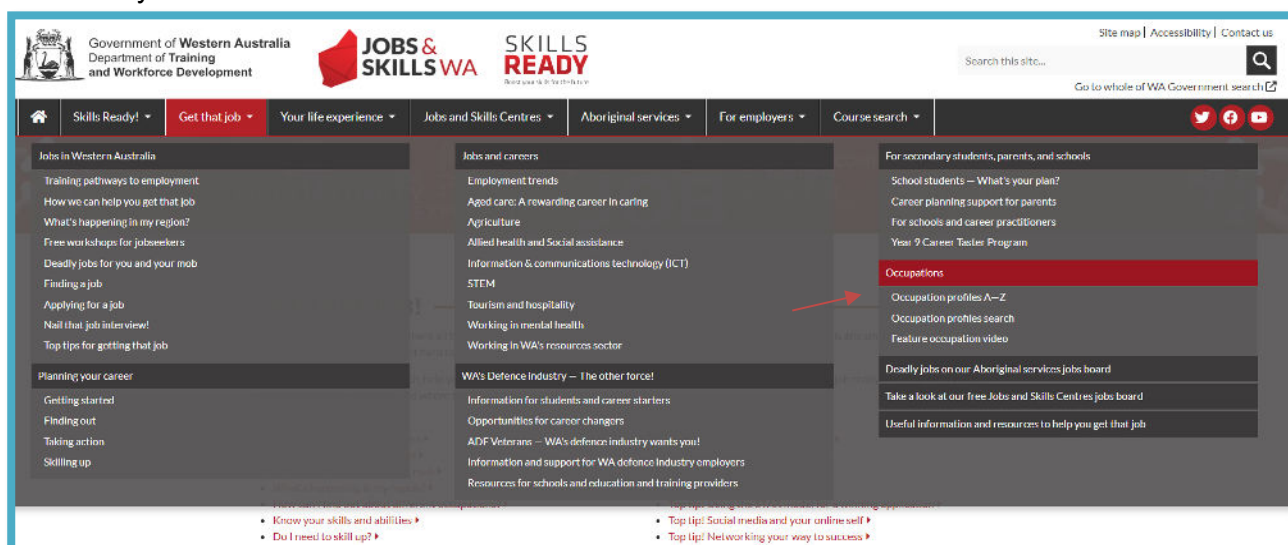 Government of Western Australia
Department of Training
and Workforce Development
JOBS &
SKILLS WA
SKILLS
READY
Site map | Accessibility | Contact us
Search this site...
Go to whole of WA Government search
Skills Ready!
Get that job
Your life experience
Jobs and Skills Centres
Aboriginal services
For employers
Course search
Jobs in Western Australia
Training pathways to employment
How we can help you get that job
What's happening in my region?
Free workshops for jobseekers
Deadly jobs for you and your mob
Finding a job
Applying for a job
Nail that job interview!
Top tips for getting that job
Planning your career
Getting started
Finding out
Taking action
Skilling up
Jobs and careers
Employment trends
Aged care: A rewarding career in caring
Agriculture
Allied health and Social assistance
Information & communications technology (ICT)
STEM
Tourism and hospitality
Working in mental health
Working in WA's resources sector
WA's Defence Industry — The other force!
Information for students and career starters
Opportunities for career changers
ADF Veterans — WA's defence industry wants you!
Information and support for WA defence industry employers
Resources for schools and education and training providers
For secondary students, parents, and schools
School students — What's your plan?
Career planning support for parents
For schools and career practitioners
Year 9 Career Taster Program
Occupations
Occupation profiles A—Z
Occupation profiles search
Feature occupation video
Deadly jobs on our Aboriginal services jobs board
Take a look at our free Jobs and Skills Centres jobs board
Useful information and resources to help you get that job
Know your skills and abilities
Do I need to skill up?
Top tip! Social media and your online self
Top tip! Networking your way to success